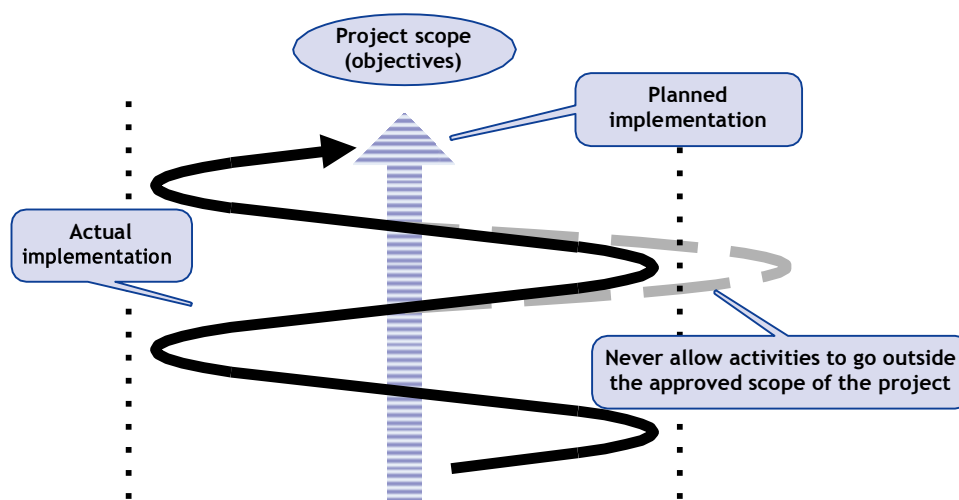 Project scope
(objectives)
Planned
implementation
Actual
implementation
Never allow activities to go outside
the approved scope of the project